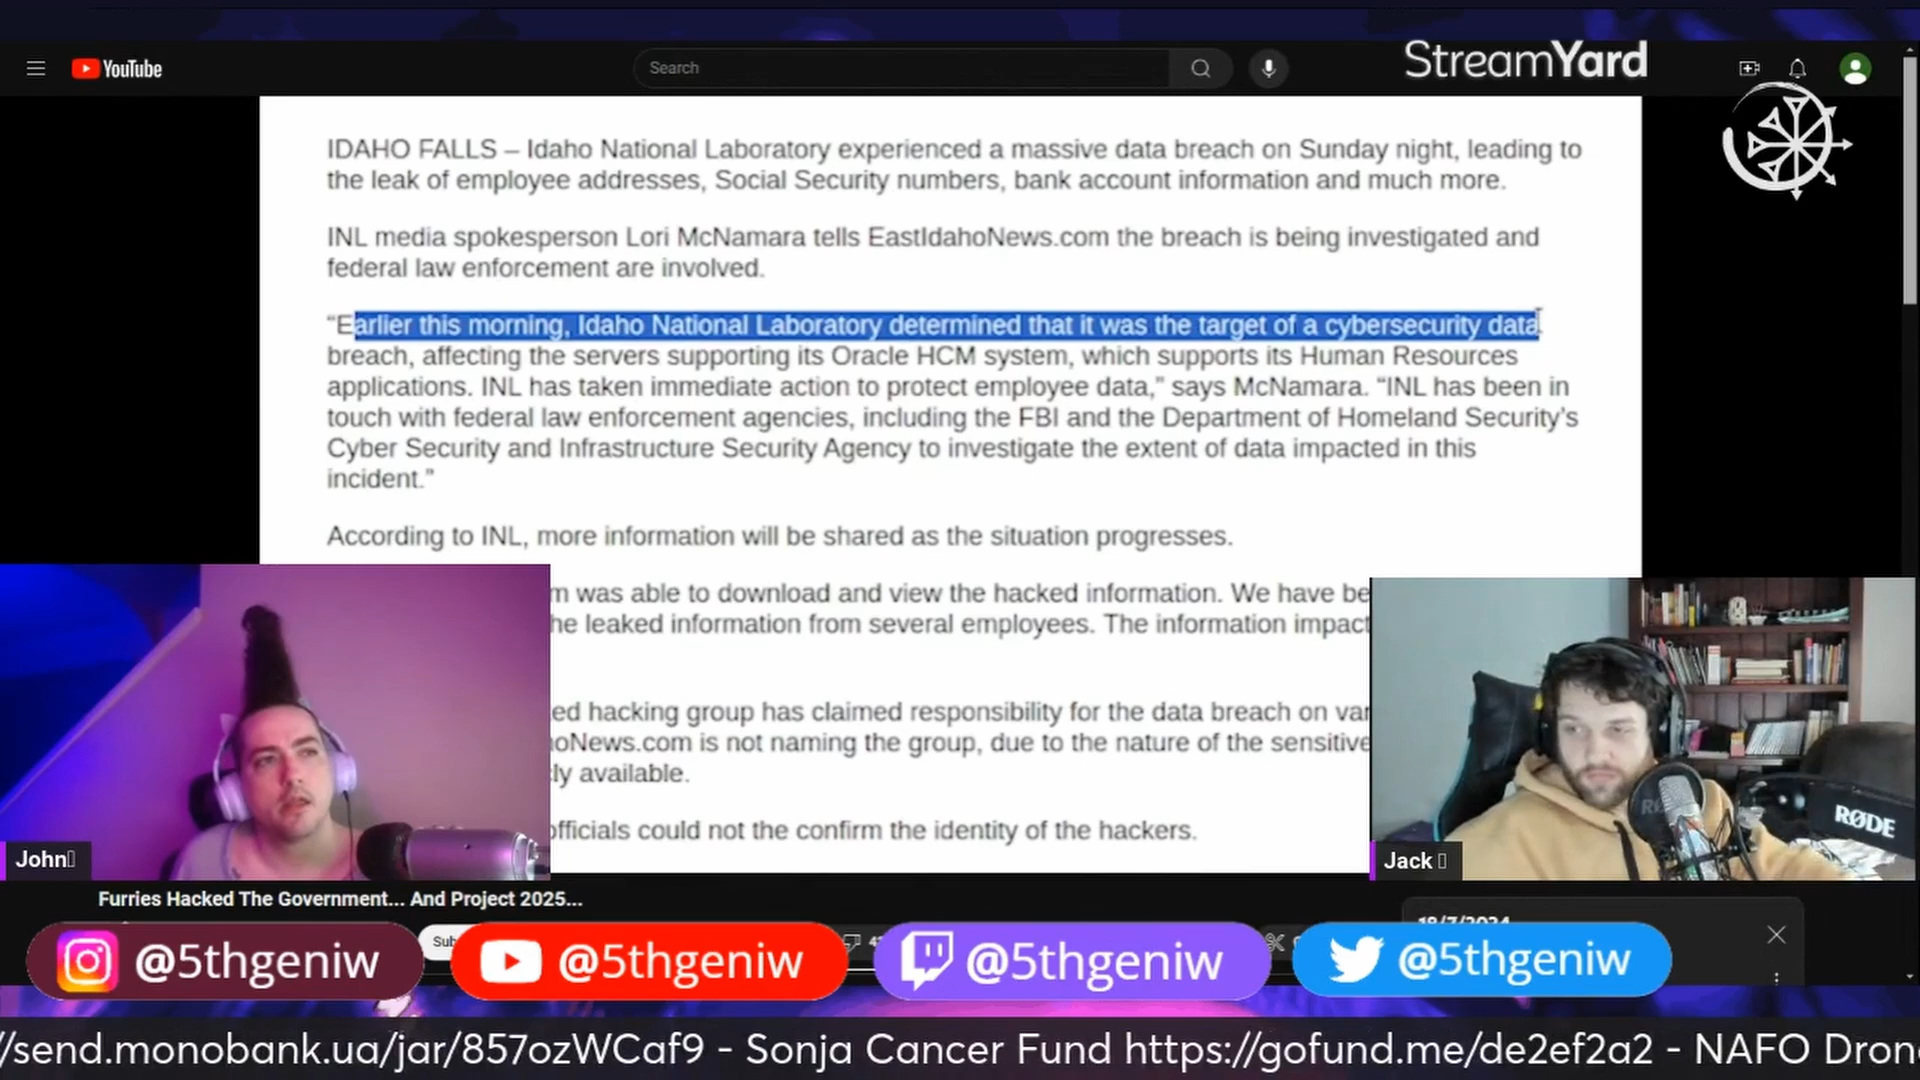 YouTube
Search
StreamYard
IDAHO FALLS – Idaho National Laboratory experienced a massive data breach on Sunday night, leading to
the leak of employee addresses, Social Security numbers, bank account information and much more.
INL media spokesperson Lori McNamara tells EastIdahoNews.com the breach is being investigated and
federal law enforcement are involved.
“Earlier this morning, Idaho National Laboratory determined that it was the target of a cybersecurity data
breach, affecting the servers supporting its Oracle HCM system, which supports its Human Resources
applications. INL has taken immediate action to protect employee data,” says McNamara. “INL has been in
touch with federal law enforcement agencies, including the FBI and the Department of Homeland Security’s
Cyber Security and Infrastructure Security Agency to investigate the extent of data impacted in this
incident.”
According to INL, more information will be shared as the situation progresses.
was able to download and view the hacked information. We have be
he leaked information from several employees. The information impact
ed hacking group has claimed responsibility for the data breach on var
oNews.com is not naming the group, due to the nature of the sensitive
ly available.
officials could not the confirm the identity of the hackers.
RØDE
John
Jack
Furries Hacked The Government... And Project 2025...
18/7/2024
Sub
@5thgeniw
@5thgeniw
@5thgeniw
@5thgeniw
/send.monobank.ua/jar/857ozWCaf9 - Sonja Cancer Fund https://gofund.me/de2ef2a2 - NAFO Dron